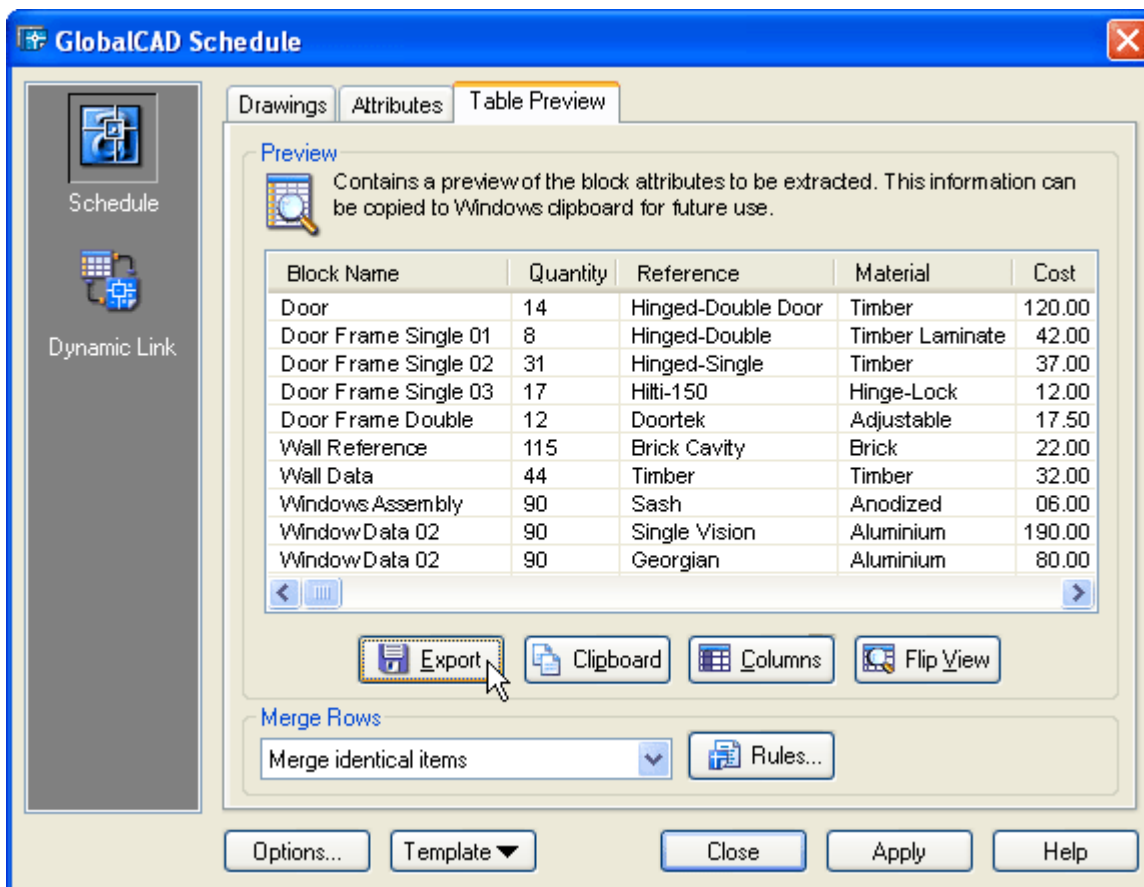 GlobalCAD Schedule
Schedule
Dynamic Link
Drawings Attributes Table Preview
Preview
Contains a preview of the block attributes to be extracted. This information can
be copied to Windows clipboard for future use.
Block Name Quantity Reference Material Cost
Door 14 Hinged-Double Door Timber 120.00
Door Frame Single 01 8 Hinged-Double Timber Laminate 42.00
Door Frame Single 02 31 Hinged-Single Timber 37.00
Door Frame Single 03 17 Hilti-150 Hinge-Lock 12.00
Door Frame Double 12 Doortek Adjustable 17.50
Wall Reference 115 Brick Cavity Brick 22.00
Wall Data 44 Timber Timber 32.00
Windows Assembly 90 Sash Anodized 06.00
Window Data 02 90 Single Vision Aluminium 190.00
Window Data 02 90 Georgian Aluminium 80.00
Export Clipboard Columns Flip View
Merge Rows
Merge identical items Rules...
Options... Template Close Apply Help